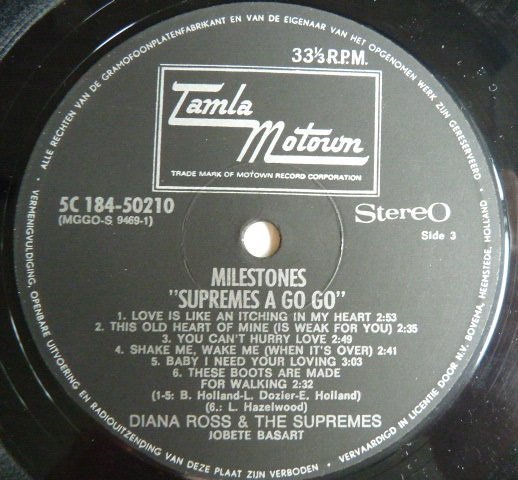 ALLE RECHTEN VAN DE GRAMOFOONPLATENFABRIKANT EN VAN DE EIGENAAR VAN HET OPGENOMEN WERK ZIJN GERESERVEERD
33⅓ R.P.M.
Tamla
Motown
TRADE MARK OF MOTOWN RECORD CORPORATION
5C 184-50210
(MGGO-S 9469-1)
Stereo
Side 3
MILESTONES
"SUPREMES A GO GO"
1. LOVE IS LIKE AN ITCHING IN MY HEART 2:53
2. THIS OLD HEART OF MINE (IS WEAK FOR YOU) 2:35
3. YOU CAN'T HURRY LOVE 2:49
4. SHAKE ME, WAKE ME (WHEN IT'S OVER) 2:41
5. BABY I NEED YOUR LOVING 3:03
6. THESE BOOTS ARE MADE
FOR WALKING 2:32
(1-5: B. Holland-L. Dozier-E. Holland)
(6.: L. Hazelwood)
DIANA ROSS & THE SUPREMES
JOBETE BASART
VERMENIGVULDIGING, OPENBARE UITVOERING EN RADIOUITZENDING VAN DEZE PLAAT ZIJN VERBODEN • VERVAARDIGD IN LICENTIE DOOR N.V. BOVEMA, HEEMSTEDE, HOLLAND •